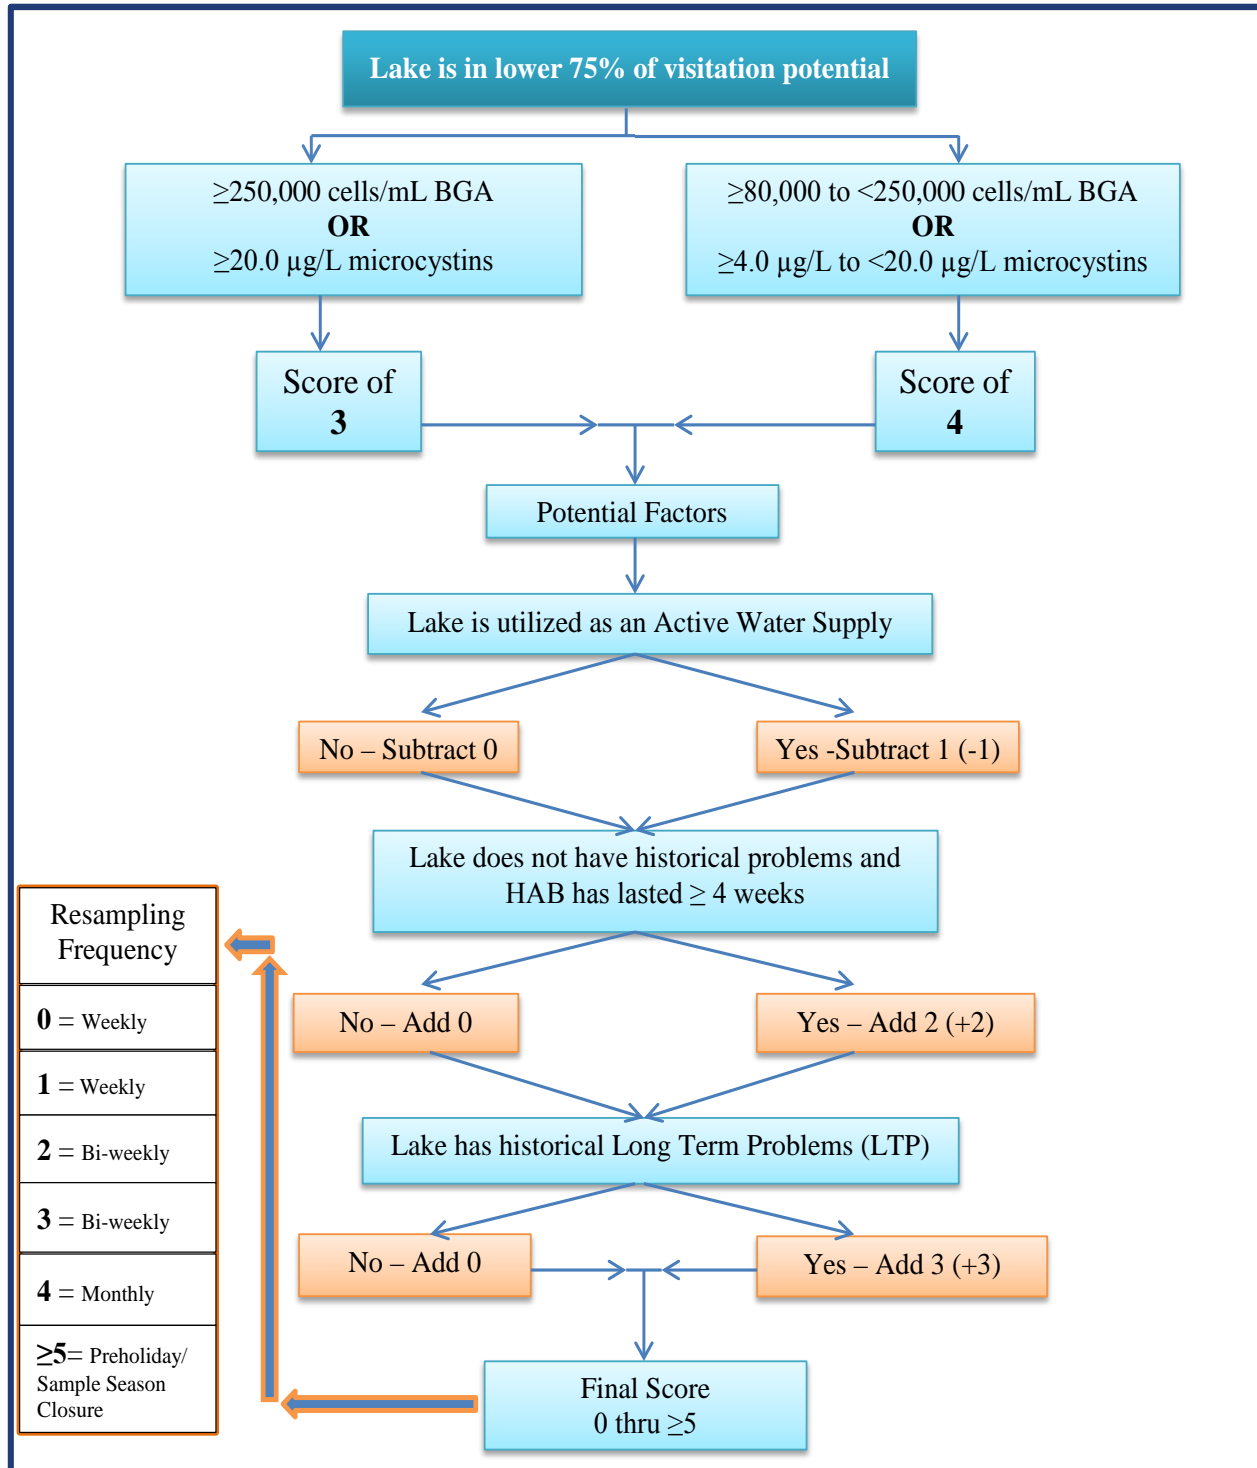 Lake is in lower 75% of visitation potential
≥250,000 cells/mL BGA
OR
≥20.0 µg/L microcystins
≥80,000 to <250,000 cells/mL BGA
OR
≥4.0 µg/L to <20.0 µg/L microcystins
Score of
3
Score of
4
Potential Factors
Lake is utilized as an Active Water Supply
No – Subtract 0
Yes -Subtract 1 (-1)
Lake does not have historical problems and
HAB has lasted ≥ 4 weeks
No – Add 0
Yes – Add 2 (+2)
Lake has historical Long Term Problems (LTP)
No – Add 0
Yes – Add 3 (+3)
Final Score
0 thru ≥5
Resampling
Frequency
0 = Weekly
1 = Weekly
2 = Bi-weekly
3 = Bi-weekly
4 = Monthly
≥5= Preholiday/
Sample Season
Closure